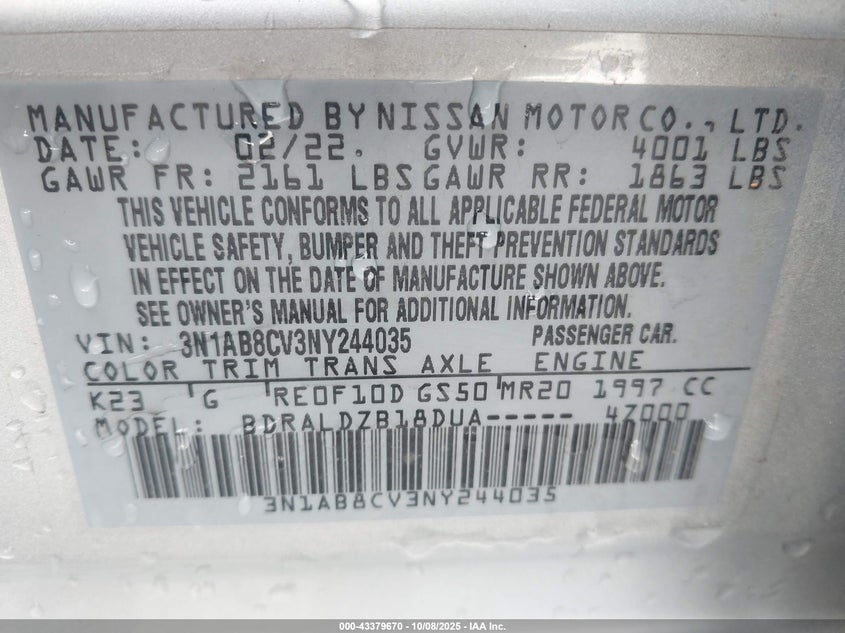 MANUFACTURED BY NISSAN MOTOR CO., LTD.
DATE: 02/22. GVWR: 4001 LBS
GAWR FR: 2161 LBS GAWR RR: 1863 LBS
THIS VEHICLE CONFORMS TO ALL APPLICABLE FEDERAL MOTOR
VEHICLE SAFETY, BUMPER AND THEFT PREVENTION STANDARDS
IN EFFECT ON THE DATE OF MANUFACTURE SHOWN ABOVE.
SEE OWNER'S MANUAL FOR ADDITIONAL INFORMATION.
VIN: 3N1AB8CV3NY244035 PASSENGER CAR.
COLOR TRIM TRANS AXLE ENGINE
K23 G RE0F10D GS50 MR20 1997 CC
MODEL: BDRALDZB18DUA----- 4Z000
3N1AB8CV3NY244035
000-43379670 | 10/08/2025 - IAA Inc.